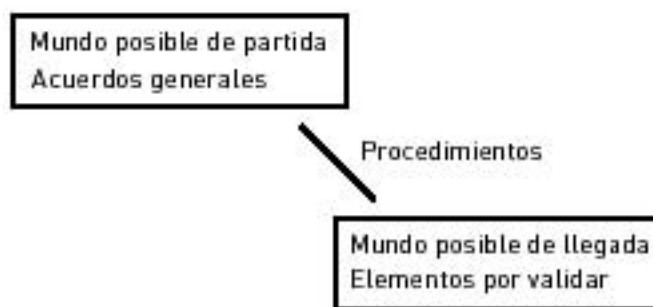 Mundo posible de partida
Acuerdos generales
Procedimientos
Mundo posible de llegada
Elementos por validar